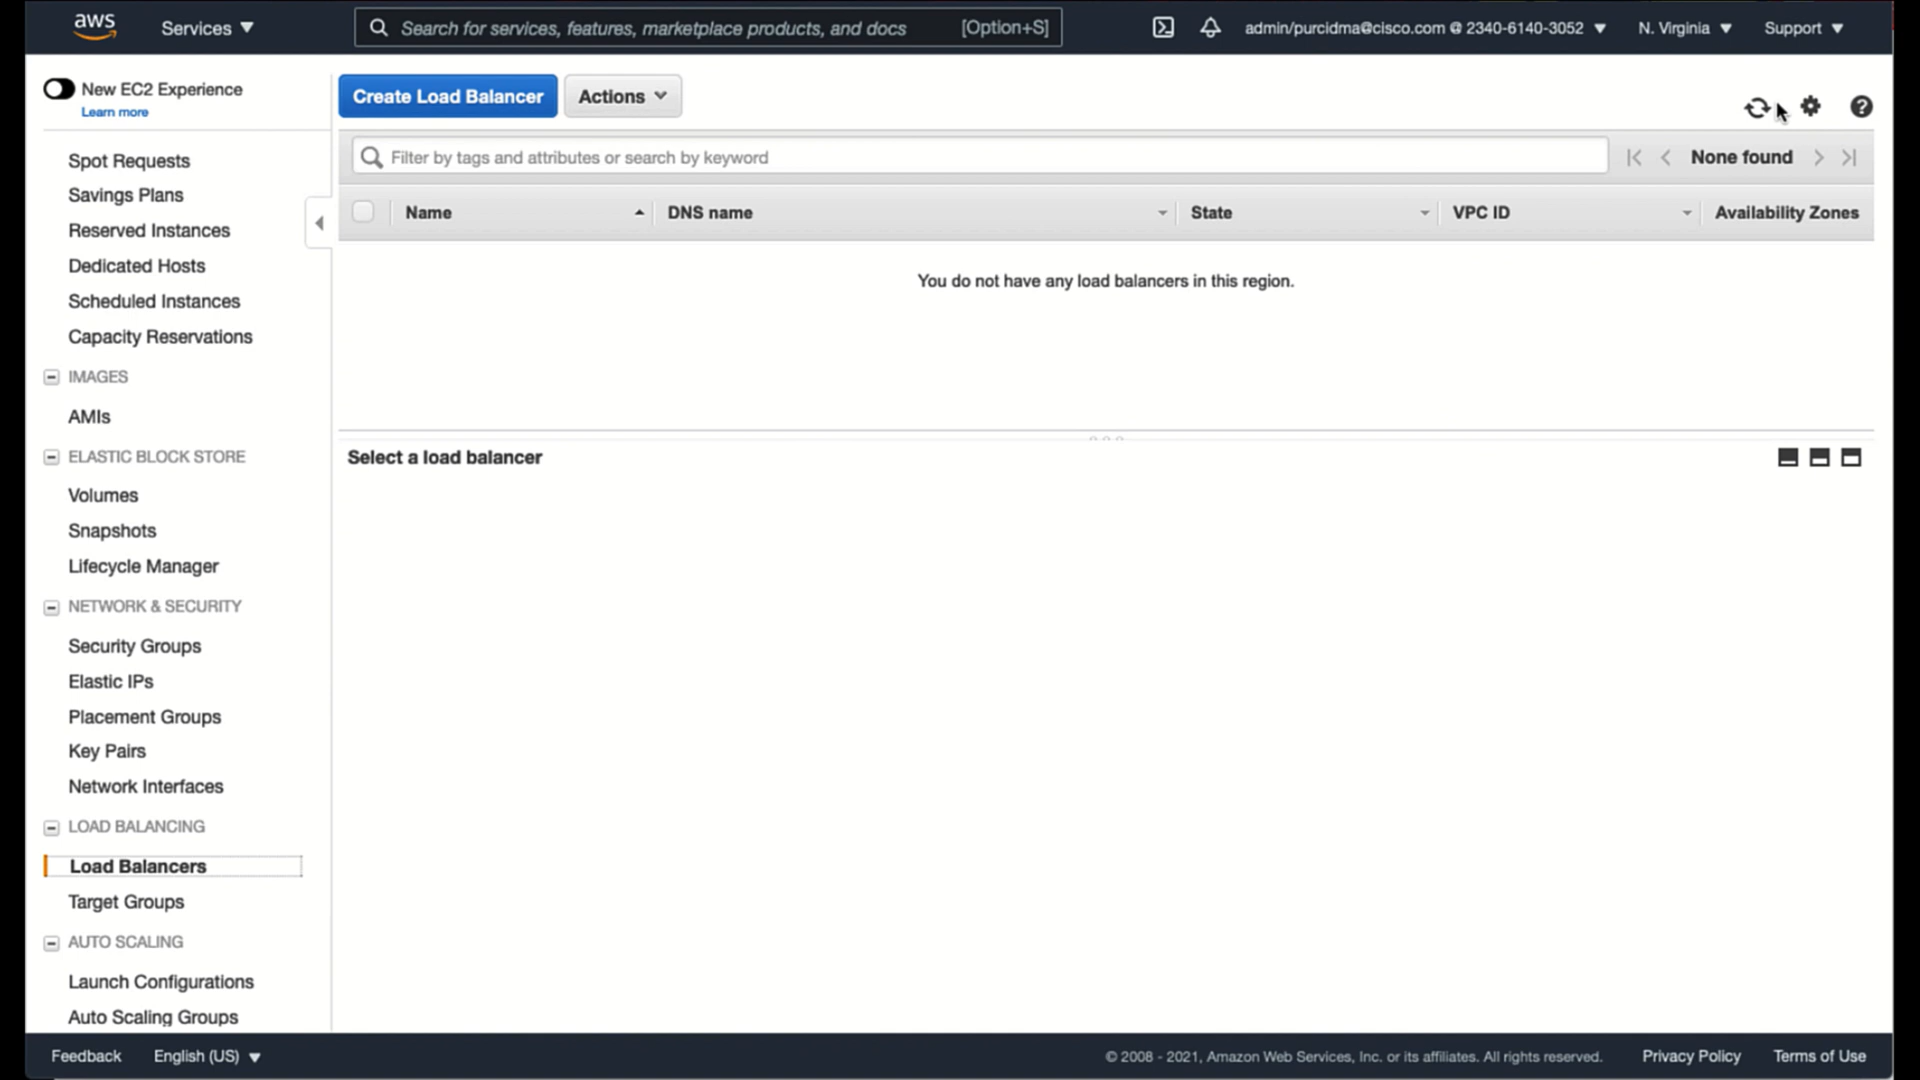 aws
Services
Search for services, features, marketplace products, and docs
[Option+S]
admin/purcidma@cisco.com @ 2340-6140-3052
N. Virginia
Support
New EC2 Experience
Learn more
Create Load Balancer
Actions
Filter by tags and attributes or search by keyword
None found
Name
DNS name
State
VPC ID
Availability Zones
You do not have any load balancers in this region.
Select a load balancer
Spot Requests
Savings Plans
Reserved Instances
Dedicated Hosts
Scheduled Instances
Capacity Reservations
IMAGES
AMIs
ELASTIC BLOCK STORE
Volumes
Snapshots
Lifecycle Manager
NETWORK & SECURITY
Security Groups
Elastic IPs
Placement Groups
Key Pairs
Network Interfaces
LOAD BALANCING
Load Balancers
Target Groups
AUTO SCALING
Launch Configurations
Auto Scaling Groups
Feedback
English (US)
© 2008 - 2021, Amazon Web Services, Inc. or its affiliates. All rights reserved.
Privacy Policy
Terms of Use